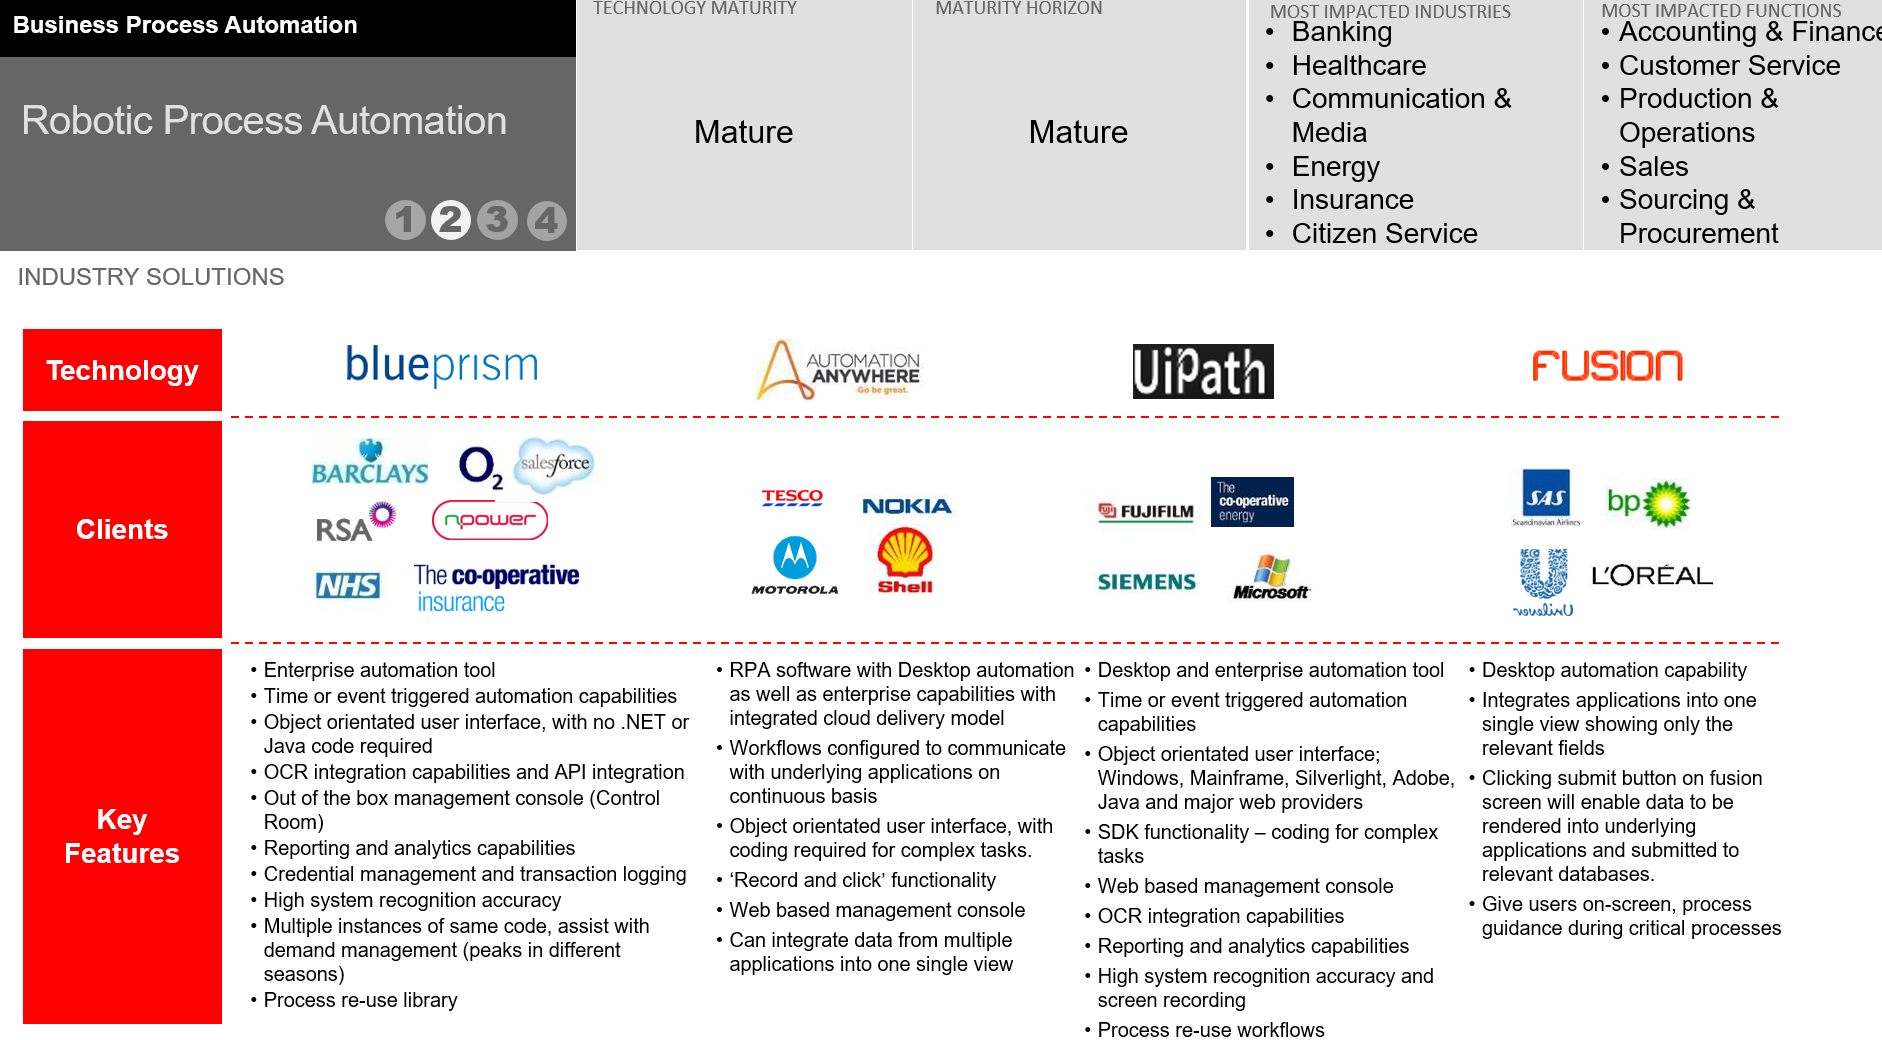 Business Process Automation
Robotic Process Automation
1 2 3 4
TECHNOLOGY MATURITY
Mature
MATURITY HORIZON
Mature
MOST IMPACTED INDUSTRIES
• Banking
• Healthcare
• Communication &
Media
• Energy
• Insurance
• Citizen Service
MOST IMPACTED FUNCTIONS
• Accounting & Finance
• Customer Service
• Production &
Operations
• Sales
• Sourcing &
Procurement
INDUSTRY SOLUTIONS
Technology
blueprism
AUTOMATION
ANYWHERE
Go be great.
UiPath
FUSION
Clients
BARCLAYS
O2
salesforce
RSA
npower
NHS
The co-operative
insurance
TESCO
NOKIA
MOTOROLA
Shell
FUJIFILM
The
co-operative
energy
SIEMENS
Microsoft
SAS
Scandinavian Airlines
bp
Unilever
L'ORÉAL
Key
Features
• Enterprise automation tool
• Time or event triggered automation capabilities
• Object orientated user interface, with no .NET or
Java code required
• OCR integration capabilities and API integration
• Out of the box management console (Control
Room)
• Reporting and analytics capabilities
• Credential management and transaction logging
• High system recognition accuracy
• Multiple instances of same code, assist with
demand management (peaks in different
seasons)
• Process re-use library
• RPA software with Desktop automation
as well as enterprise capabilities with
integrated cloud delivery model
• Workflows configured to communicate
with underlying applications on
continuous basis
• Object orientated user interface, with
coding required for complex tasks.
• ‘Record and click’ functionality
• Web based management console
• Can integrate data from multiple
applications into one single view
• Desktop and enterprise automation tool
• Time or event triggered automation
capabilities
• Object orientated user interface;
Windows, Mainframe, Silverlight, Adobe,
Java and major web providers
• SDK functionality – coding for complex
tasks
• Web based management console
• OCR integration capabilities
• Reporting and analytics capabilities
• High system recognition accuracy and
screen recording
• Process re-use workflows
• Desktop automation capability
• Integrates applications into one
single view showing only the
relevant fields
• Clicking submit button on fusion
screen will enable data to be
rendered into underlying
applications and submitted to
relevant databases.
• Give users on-screen, process
guidance during critical processes